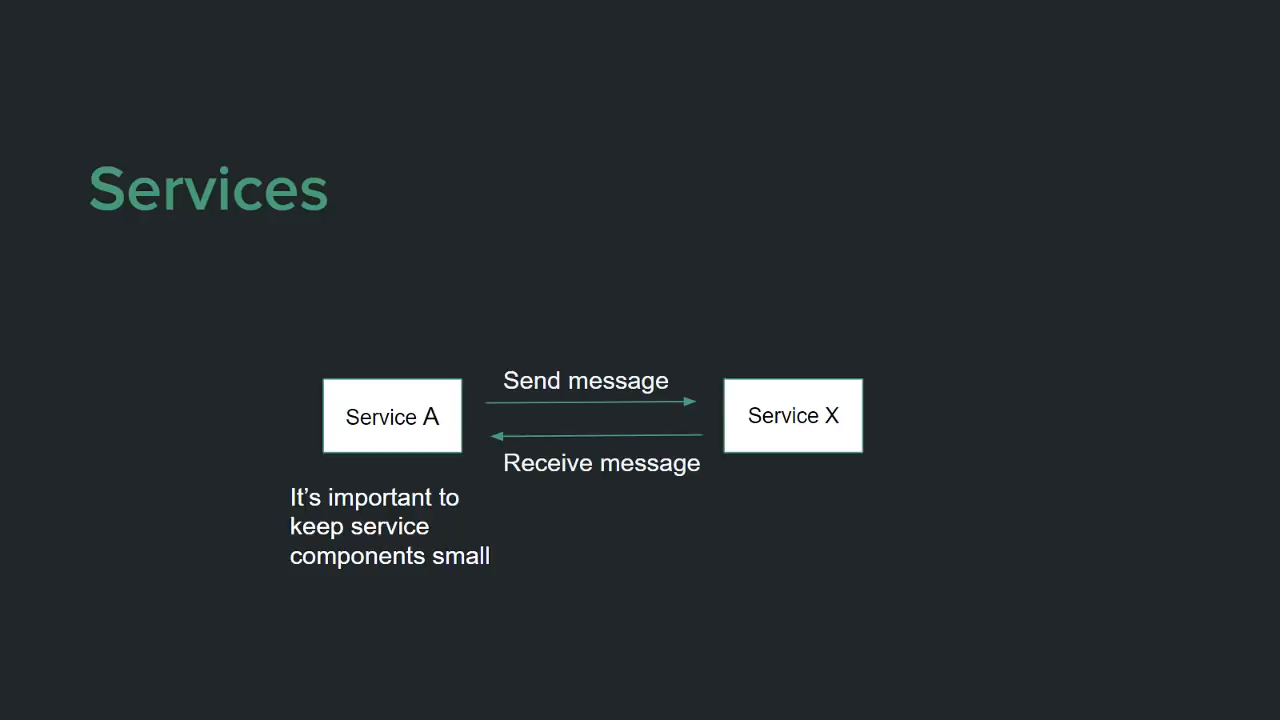 Services
Send message
Service A
Service X
Receive message
It’s important to
keep service
components small